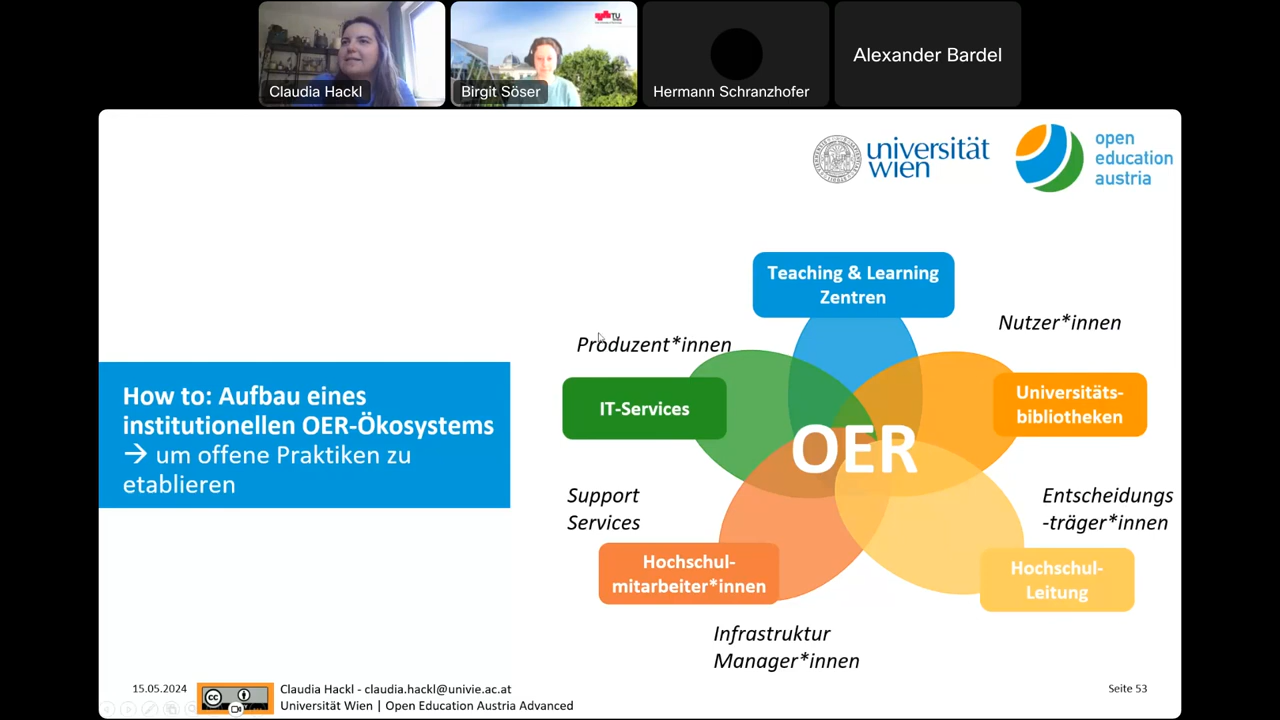 TU
Claudia Hackl
Birgit Söser
Hermann Schranzhofer
Alexander Bardel
universität
wien
open
education
austria
Teaching & Learning
Zentren
Nutzer*innen
Produzent*innen
IT-Services
Universitäts-
bibliotheken
How to: Aufbau eines
institutionellen OER-Ökosystems
→ um offene Praktiken zu
etablieren
OER
Support
Services
Entscheidungs
-träger*innen
Hochschul-
mitarbeiter*innen
Hochschul-
Leitung
Infrastruktur
Manager*innen
15.05.2024
cc
Claudia Hackl - claudia.hackl@univie.ac.at
Universität Wien | Open Education Austria Advanced
Seite 53